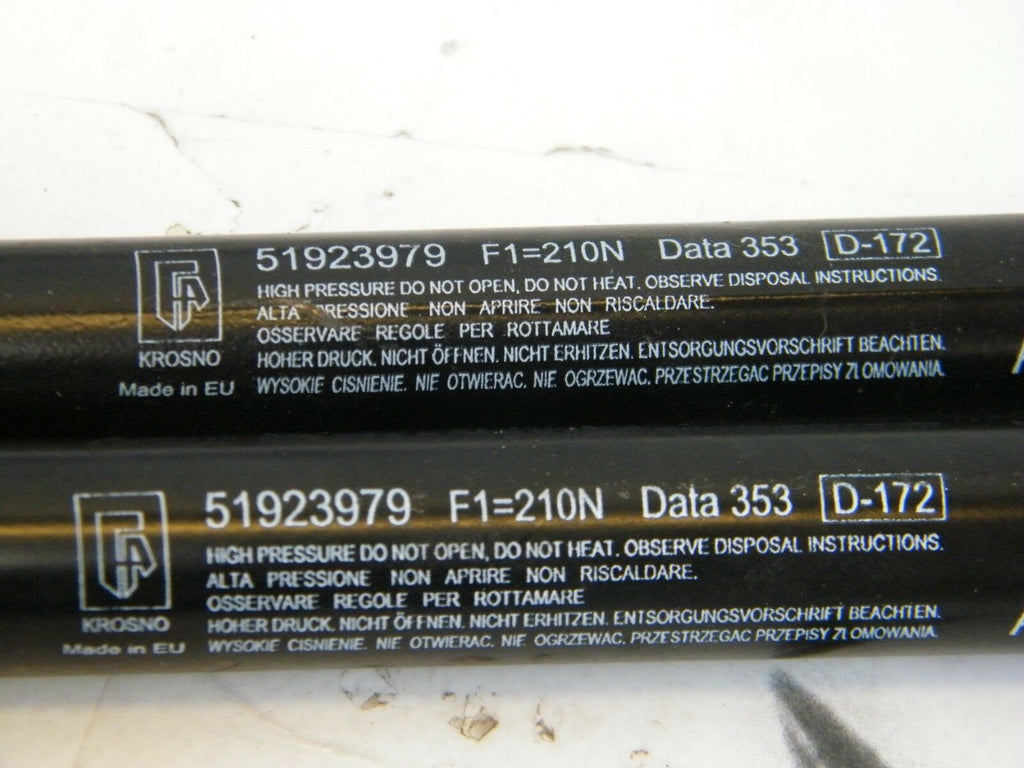 51923979 F1=210N Data 353 D-172
HIGH PRESSURE DO NOT OPEN, DO NOT HEAT. OBSERVE DISPOSAL INSTRUCTIONS.
ALTA PRESSIONE NON APRIRE NON RISCALDARE.
OSSERVARE REGOLE PER ROTTAMARE
HOHER DRUCK. NICHT ÖFFNEN. NICHT ERHITZEN. ENTSORGUNGSVORSCHRIFT BEACHTEN.
WYSOKIE CISNIENIE. NIE OTWIERAC. NIE OGRZEWAC. PRZESTRZEGAC PRZEPISY ZLOMOWANIA.
FA
KROSNO
Made in EU
51923979 F1=210N Data 353 D-172
HIGH PRESSURE DO NOT OPEN, DO NOT HEAT. OBSERVE DISPOSAL INSTRUCTIONS.
ALTA PRESSIONE NON APRIRE NON RISCALDARE.
OSSERVARE REGOLE PER ROTTAMARE
HOHER DRUCK. NICHT ÖFFNEN. NICHT ERHITZEN. ENTSORGUNGSVORSCHRIFT BEACHTEN.
WYSOKIE CISNIENIE. NIE OTWIERAC. NIE OGRZEWAC. PRZESTRZEGAC PRZEPISY ZLOMOWANIA.
FA
KROSNO
Made in EU